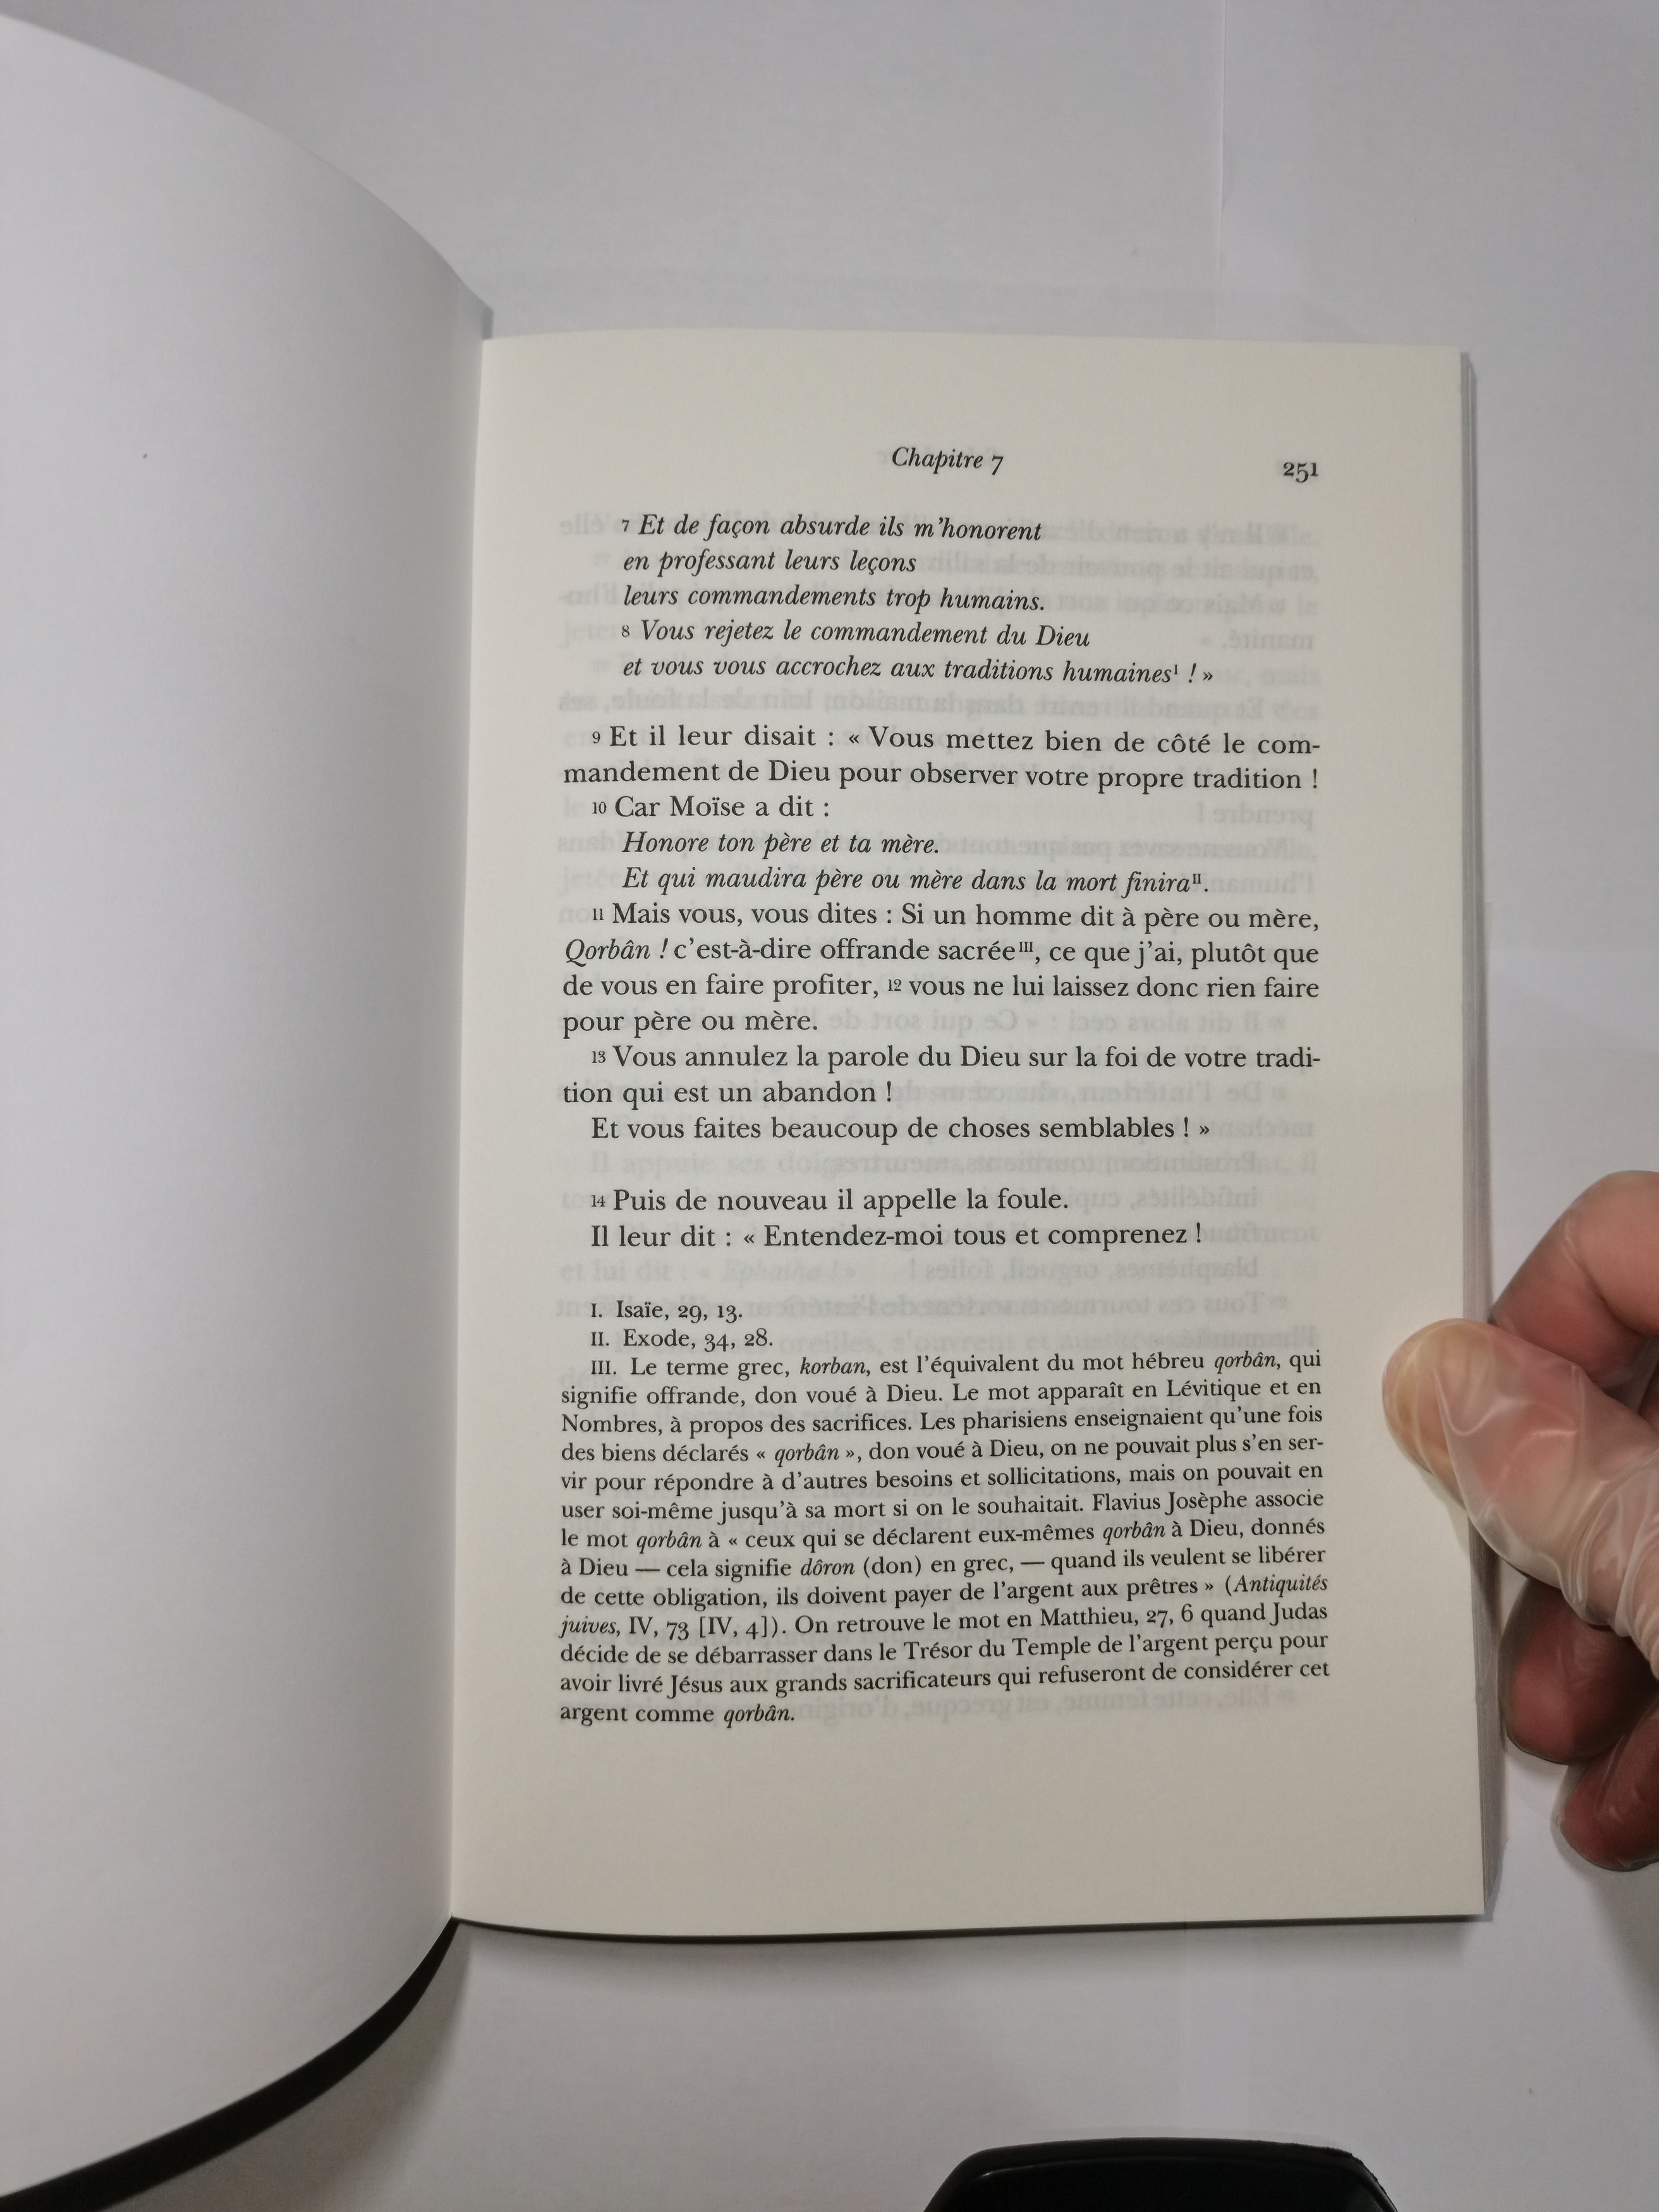 Chapitre 7
251
7 Et de façon absurde ils m'honorent
en professant leurs leçons
leurs commandements trop humains.
8 Vous rejetez le commandement du Dieu
et vous vous accrochez aux traditions humainesI ! »
9 Et il leur disait : « Vous mettez bien de côté le com-
mandement de Dieu pour observer votre propre tradition !
10 Car Moïse a dit :
Honore ton père et ta mère.
Et qui maudira père ou mère dans la mort finiraII.
11 Mais vous, vous dites : Si un homme dit à père ou mère,
Qorbân ! c'est-à-dire offrande sacréeIII, ce que j'ai, plutôt que
de vous en faire profiter, 12 vous ne lui laissez donc rien faire
pour père ou mère.
13 Vous annulez la parole du Dieu sur la foi de votre tradi-
tion qui est un abandon !
Et vous faites beaucoup de choses semblables ! »
14 Puis de nouveau il appelle la foule.
Il leur dit : « Entendez-moi tous et comprenez !
I. Isaïe, 29, 13.
II. Exode, 34, 28.
III. Le terme grec, korban, est l'équivalent du mot hébreu qorbân, qui
signifie offrande, don voué à Dieu. Le mot apparaît en Lévitique et en
Nombres, à propos des sacrifices. Les pharisiens enseignaient qu'une fois
des biens déclarés « qorbân », don voué à Dieu, on ne pouvait plus s'en ser-
vir pour répondre à d'autres besoins et sollicitations, mais on pouvait en
user soi-même jusqu'à sa mort si on le souhaitait. Flavius Josèphe associe
le mot qorbân à « ceux qui se déclarent eux-mêmes qorbân à Dieu, donnés
à Dieu — cela signifie dôron (don) en grec, — quand ils veulent se libérer
de cette obligation, ils doivent payer de l'argent aux prêtres » (Antiquités
juives, IV, 73 [IV, 4]). On retrouve le mot en Matthieu, 27, 6 quand Judas
décide de se débarrasser dans le Trésor du Temple de l'argent perçu pour
avoir livré Jésus aux grands sacrificateurs qui refuseront de considérer cet
argent comme qorbân.